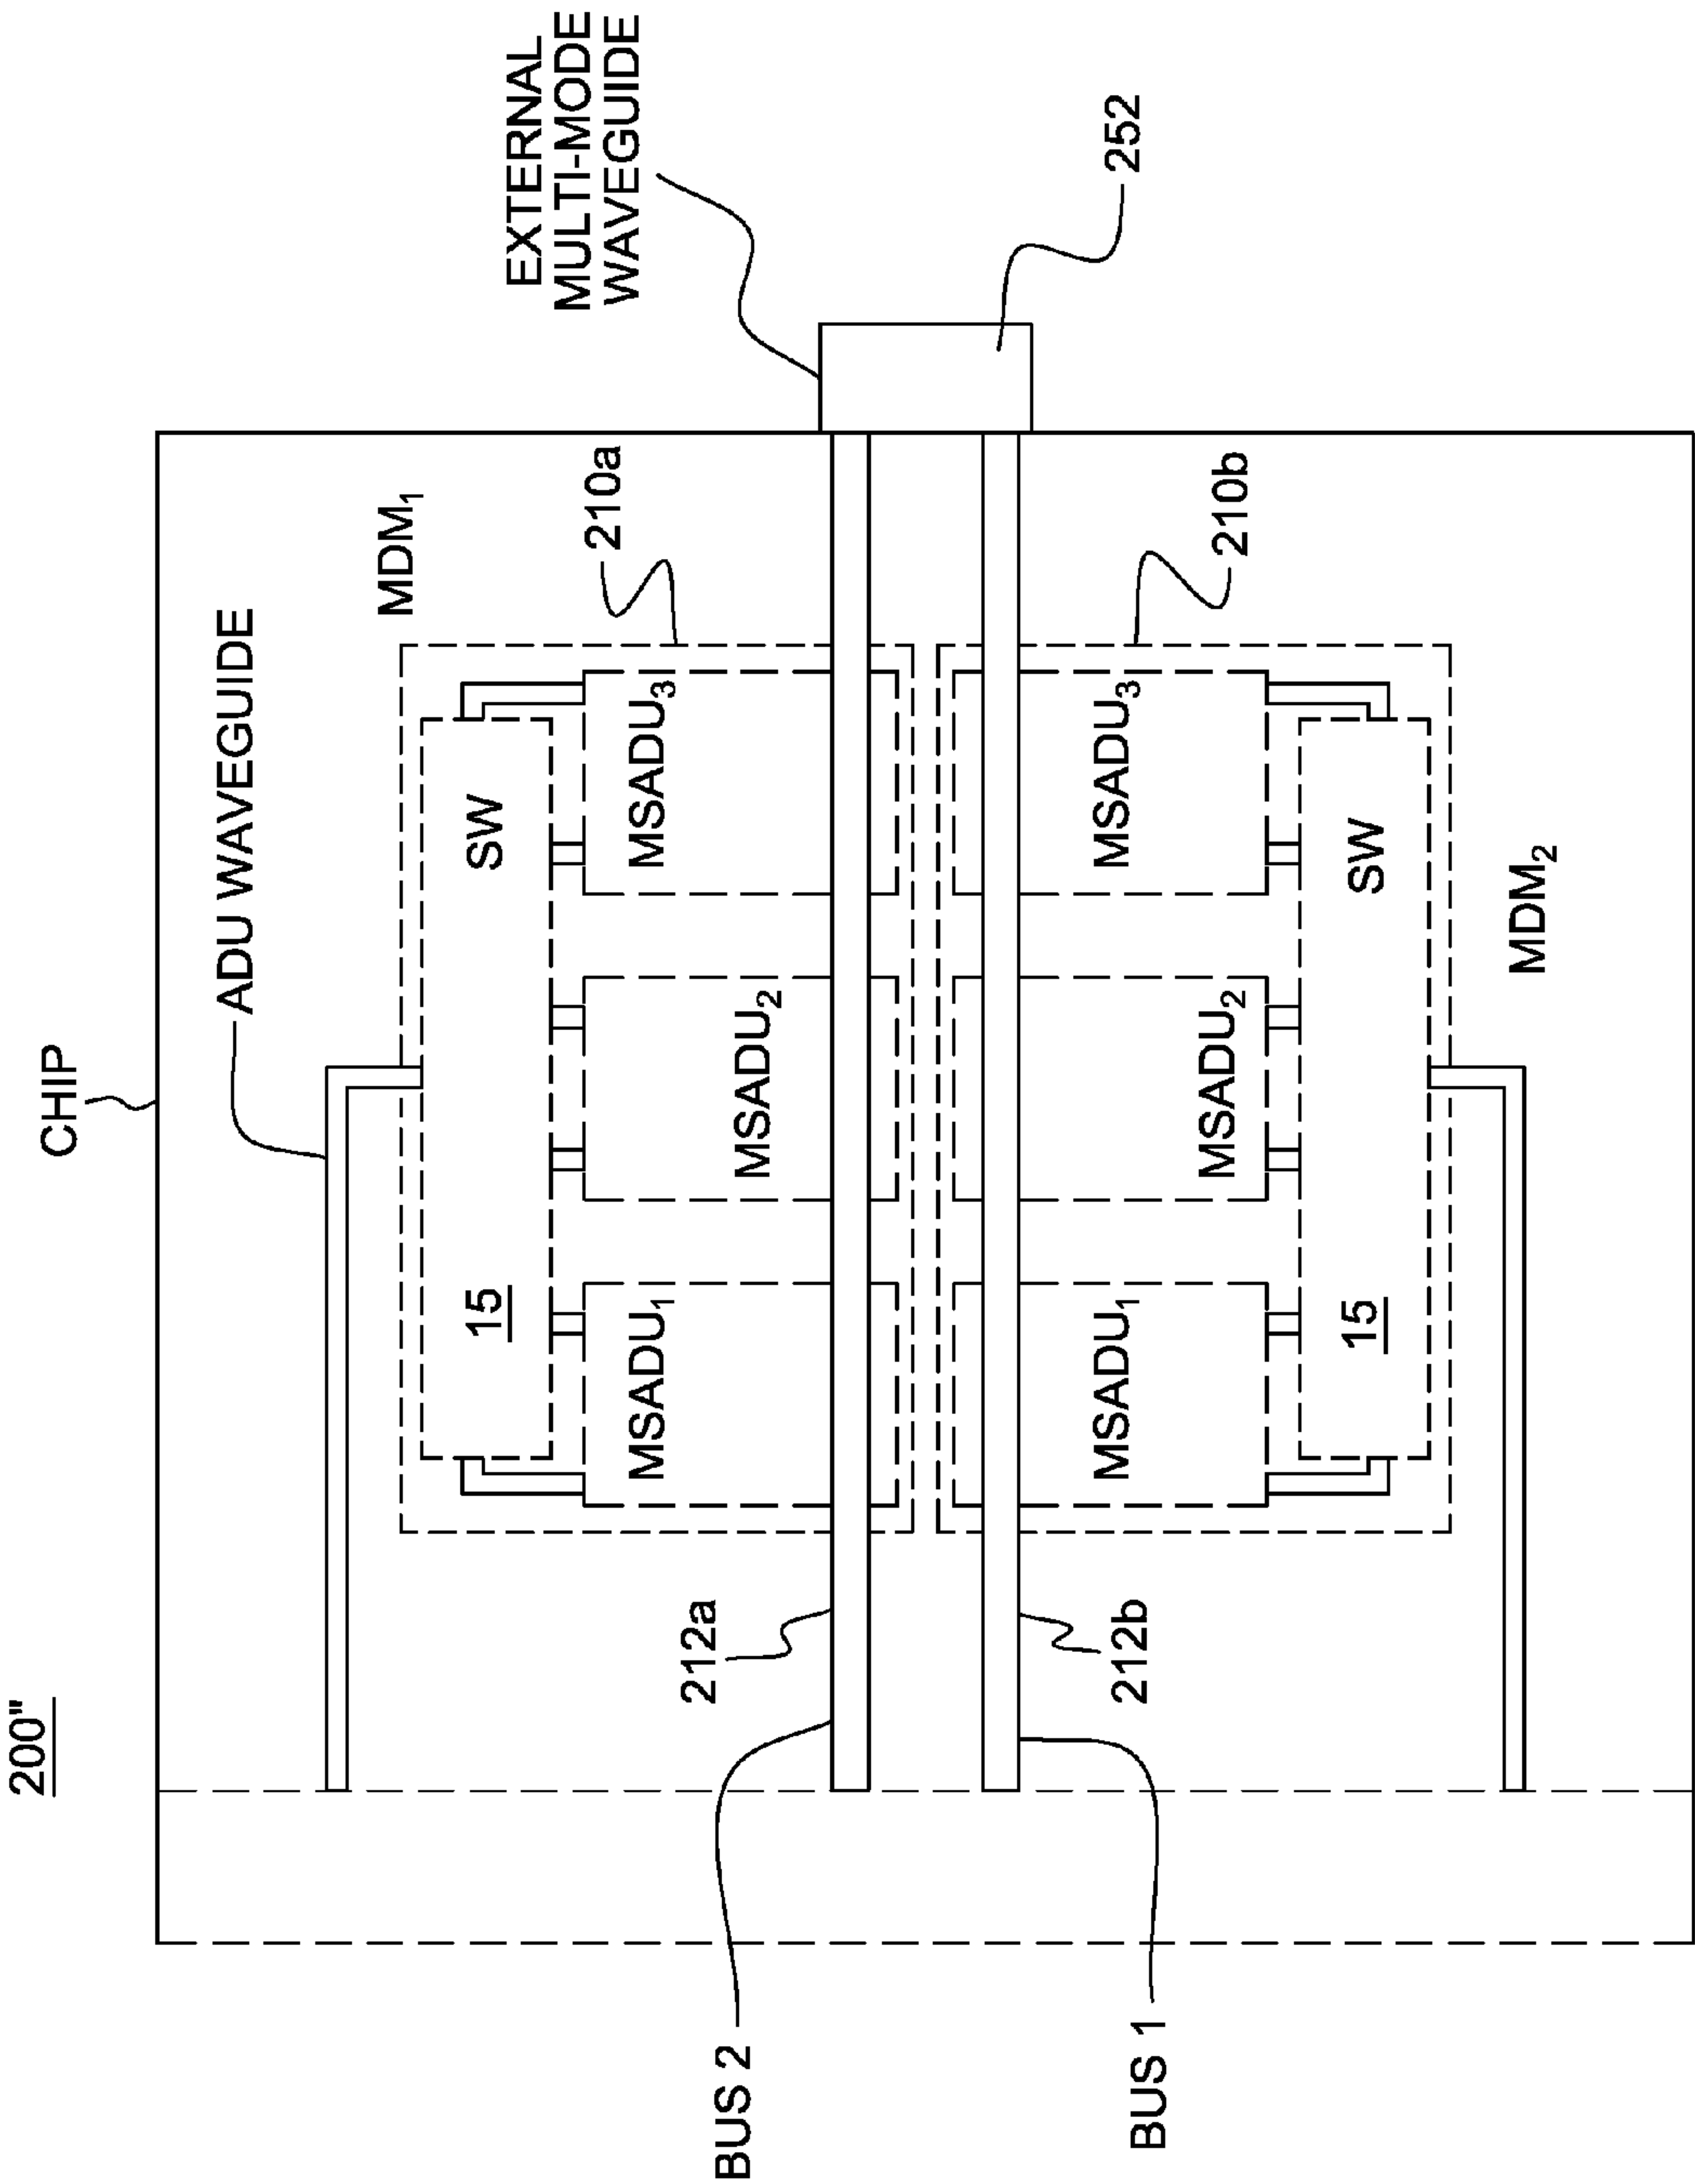 200"
CHIP
ADU WAVEGUIDE
EXTERNAL
MULTI-MODE
WAVEGUIDE
MDM₁
210a
15
SW
MSADU₁
MSADU₂
MSADU₃
212a
BUS 2
252
212b
BUS 1
MSADU₁
MSADU₂
MSADU₃
210b
15
SW
MDM₂